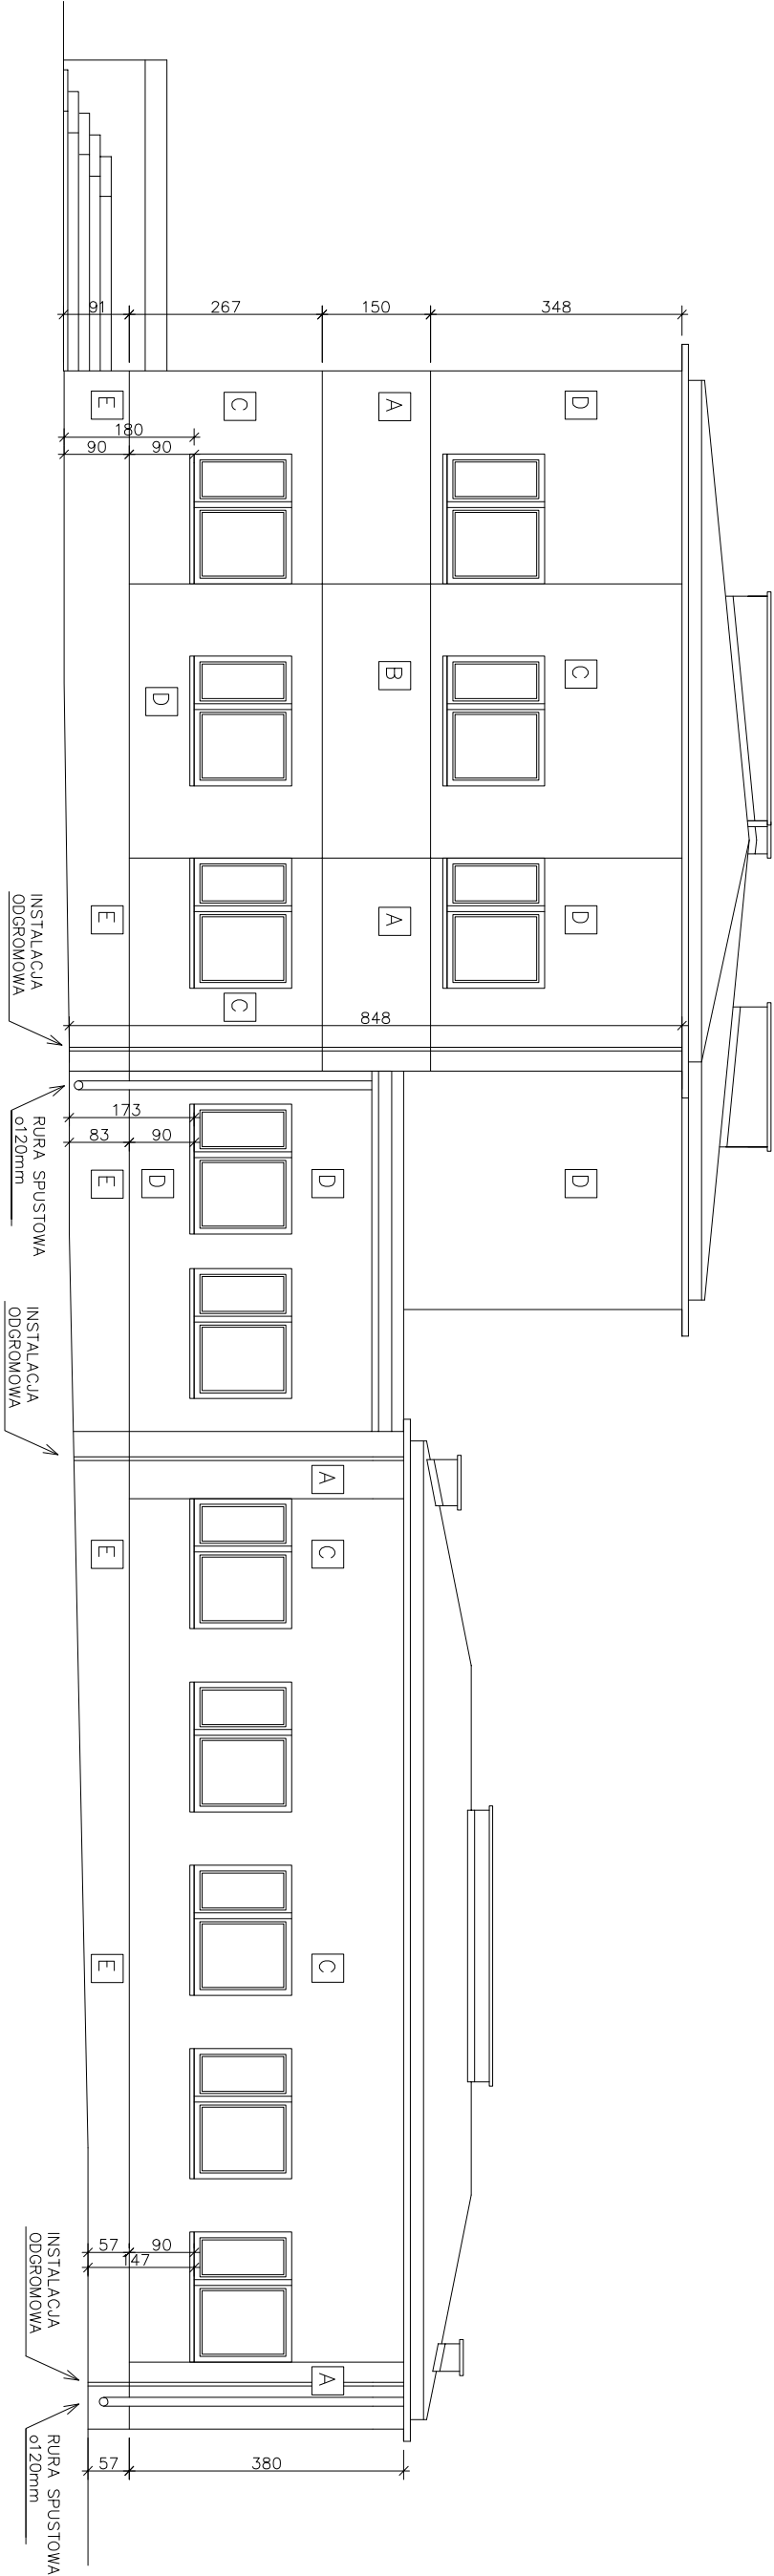 91
267
150
348
E
C
A
D
180
90
90
D
B
C
E
A
D
C
INSTALACJA
ODGROMOWA
848
RURA SPUSTOWA
o120mm
173
83
90
E
D
D
D
INSTALACJA
ODGROMOWA
A
E
C
E
C
57
90
147
INSTALACJA
ODGROMOWA
A
RURA SPUSTOWA
o120mm
57
380